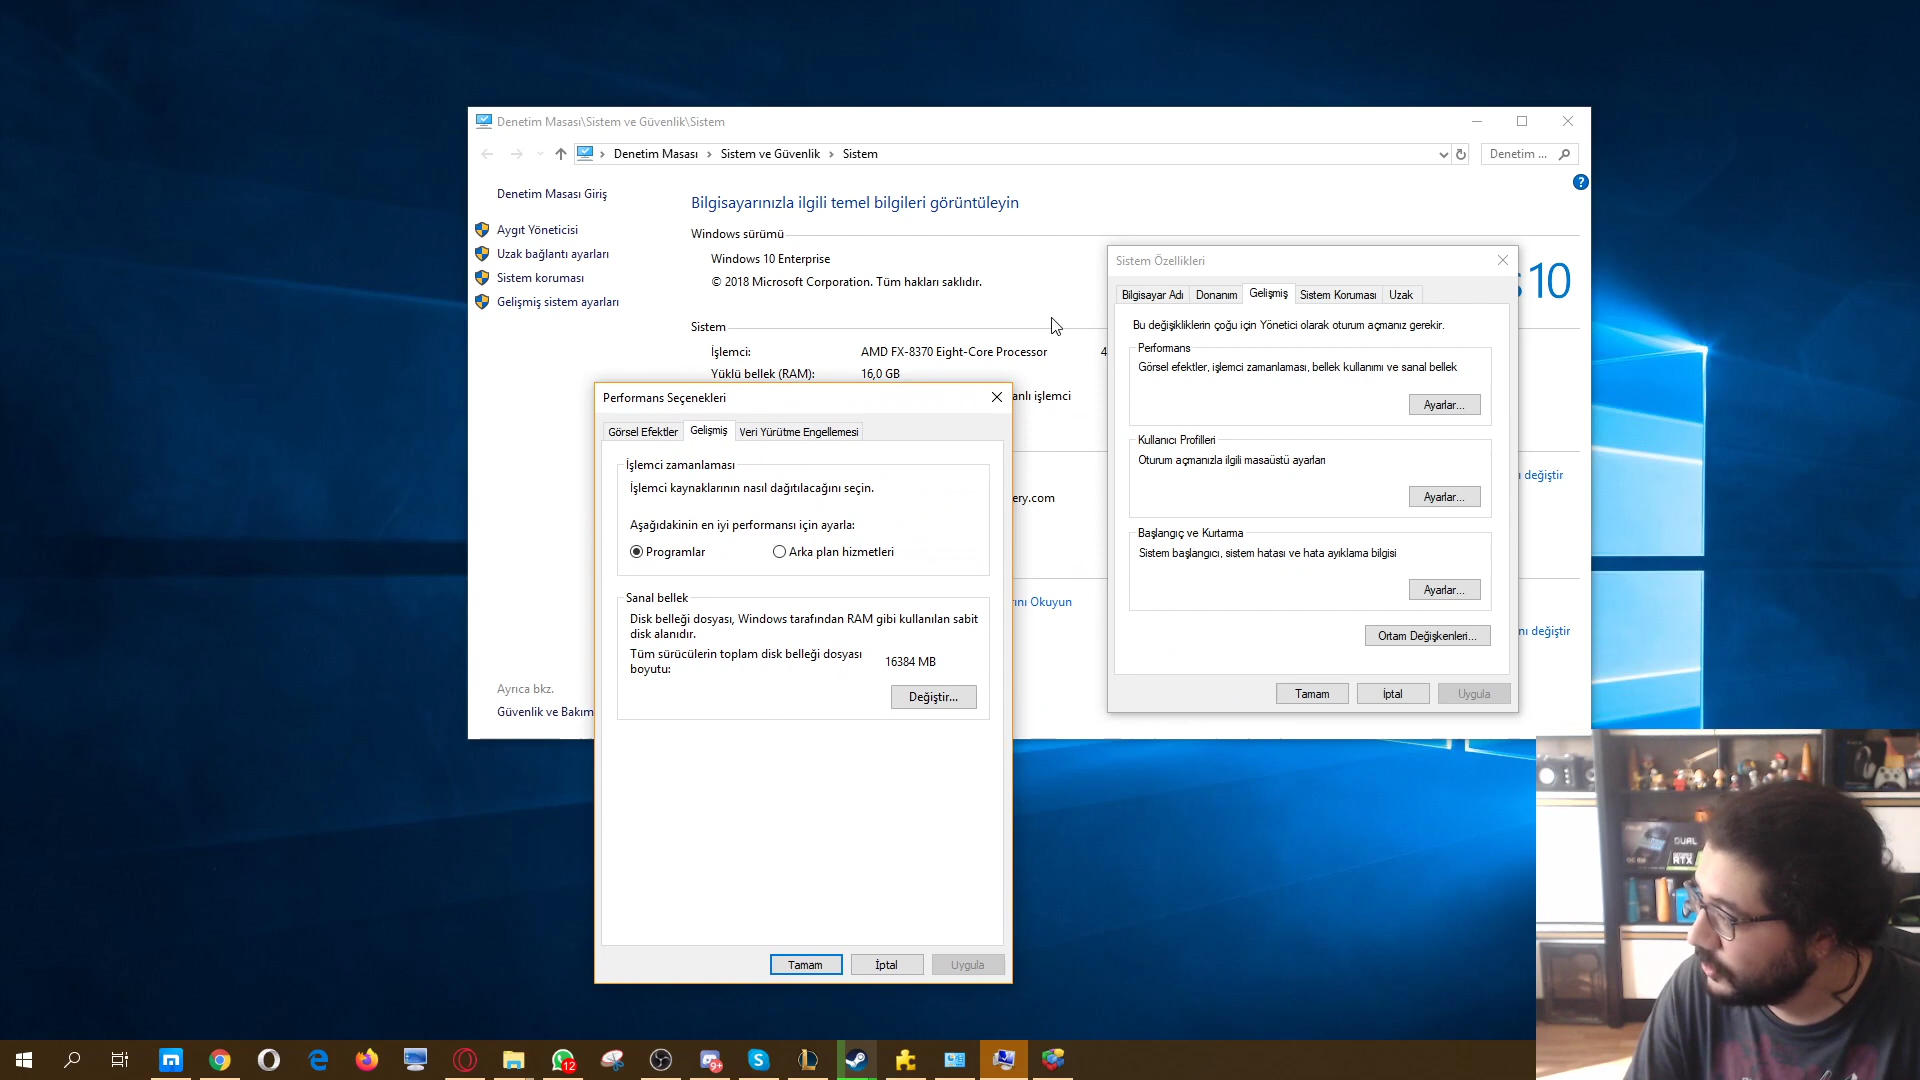 Denetim Masası\Sistem ve Güvenlik\Sistem
Denetim Masası
Sistem ve Güvenlik
Sistem
Denetim ...
Denetim Masası Giriş
Aygıt Yöneticisi
Uzak bağlantı ayarları
Sistem koruması
Gelişmiş sistem ayarları
Ayrıca bkz.
Güvenlik ve Bakım
Bilgisayarınızla ilgili temel bilgileri görüntüleyin
Windows sürümü
Windows 10 Enterprise
© 2018 Microsoft Corporation. Tüm hakları saklıdır.
10
Sistem
İşlemci: AMD FX-8370 Eight-Core Processor 4
Yüklü bellek (RAM): 16,0 GB
anlı işlemci
ery.com
değiştir
rını Okuyun
nı değiştir
Performans Seçenekleri
Görsel Efektler
Gelişmiş
Veri Yürütme Engellemesi
İşlemci zamanlaması
İşlemci kaynaklarının nasıl dağıtılacağını seçin.
Aşağıdakinin en iyi performansı için ayarla:
Programlar
Arka plan hizmetleri
Sanal bellek
Disk belleği dosyası, Windows tarafından RAM gibi kullanılan sabit
disk alanıdır.
Tüm sürücülerin toplam disk belleği dosyası
boyutu:
16384 MB
Değiştir...
Tamam
İptal
Uygula
Sistem Özellikleri
Bilgisayar Adı
Donanım
Gelişmiş
Sistem Koruması
Uzak
Bu değişikliklerin çoğu için Yönetici olarak oturum açmanız gerekir.
Performans
Görsel efektler, işlemci zamanlaması, bellek kullanımı ve sanal bellek
Ayarlar...
Kullanıcı Profilleri
Oturum açmanızla ilgili masaüstü ayarları
Ayarlar...
Başlangıç ve Kurtarma
Sistem başlangıcı, sistem hatası ve hata ayıklama bilgisi
Ayarlar...
Ortam Değişkenleri...
Tamam
İptal
Uygula
DUAL
RTX
12
9+